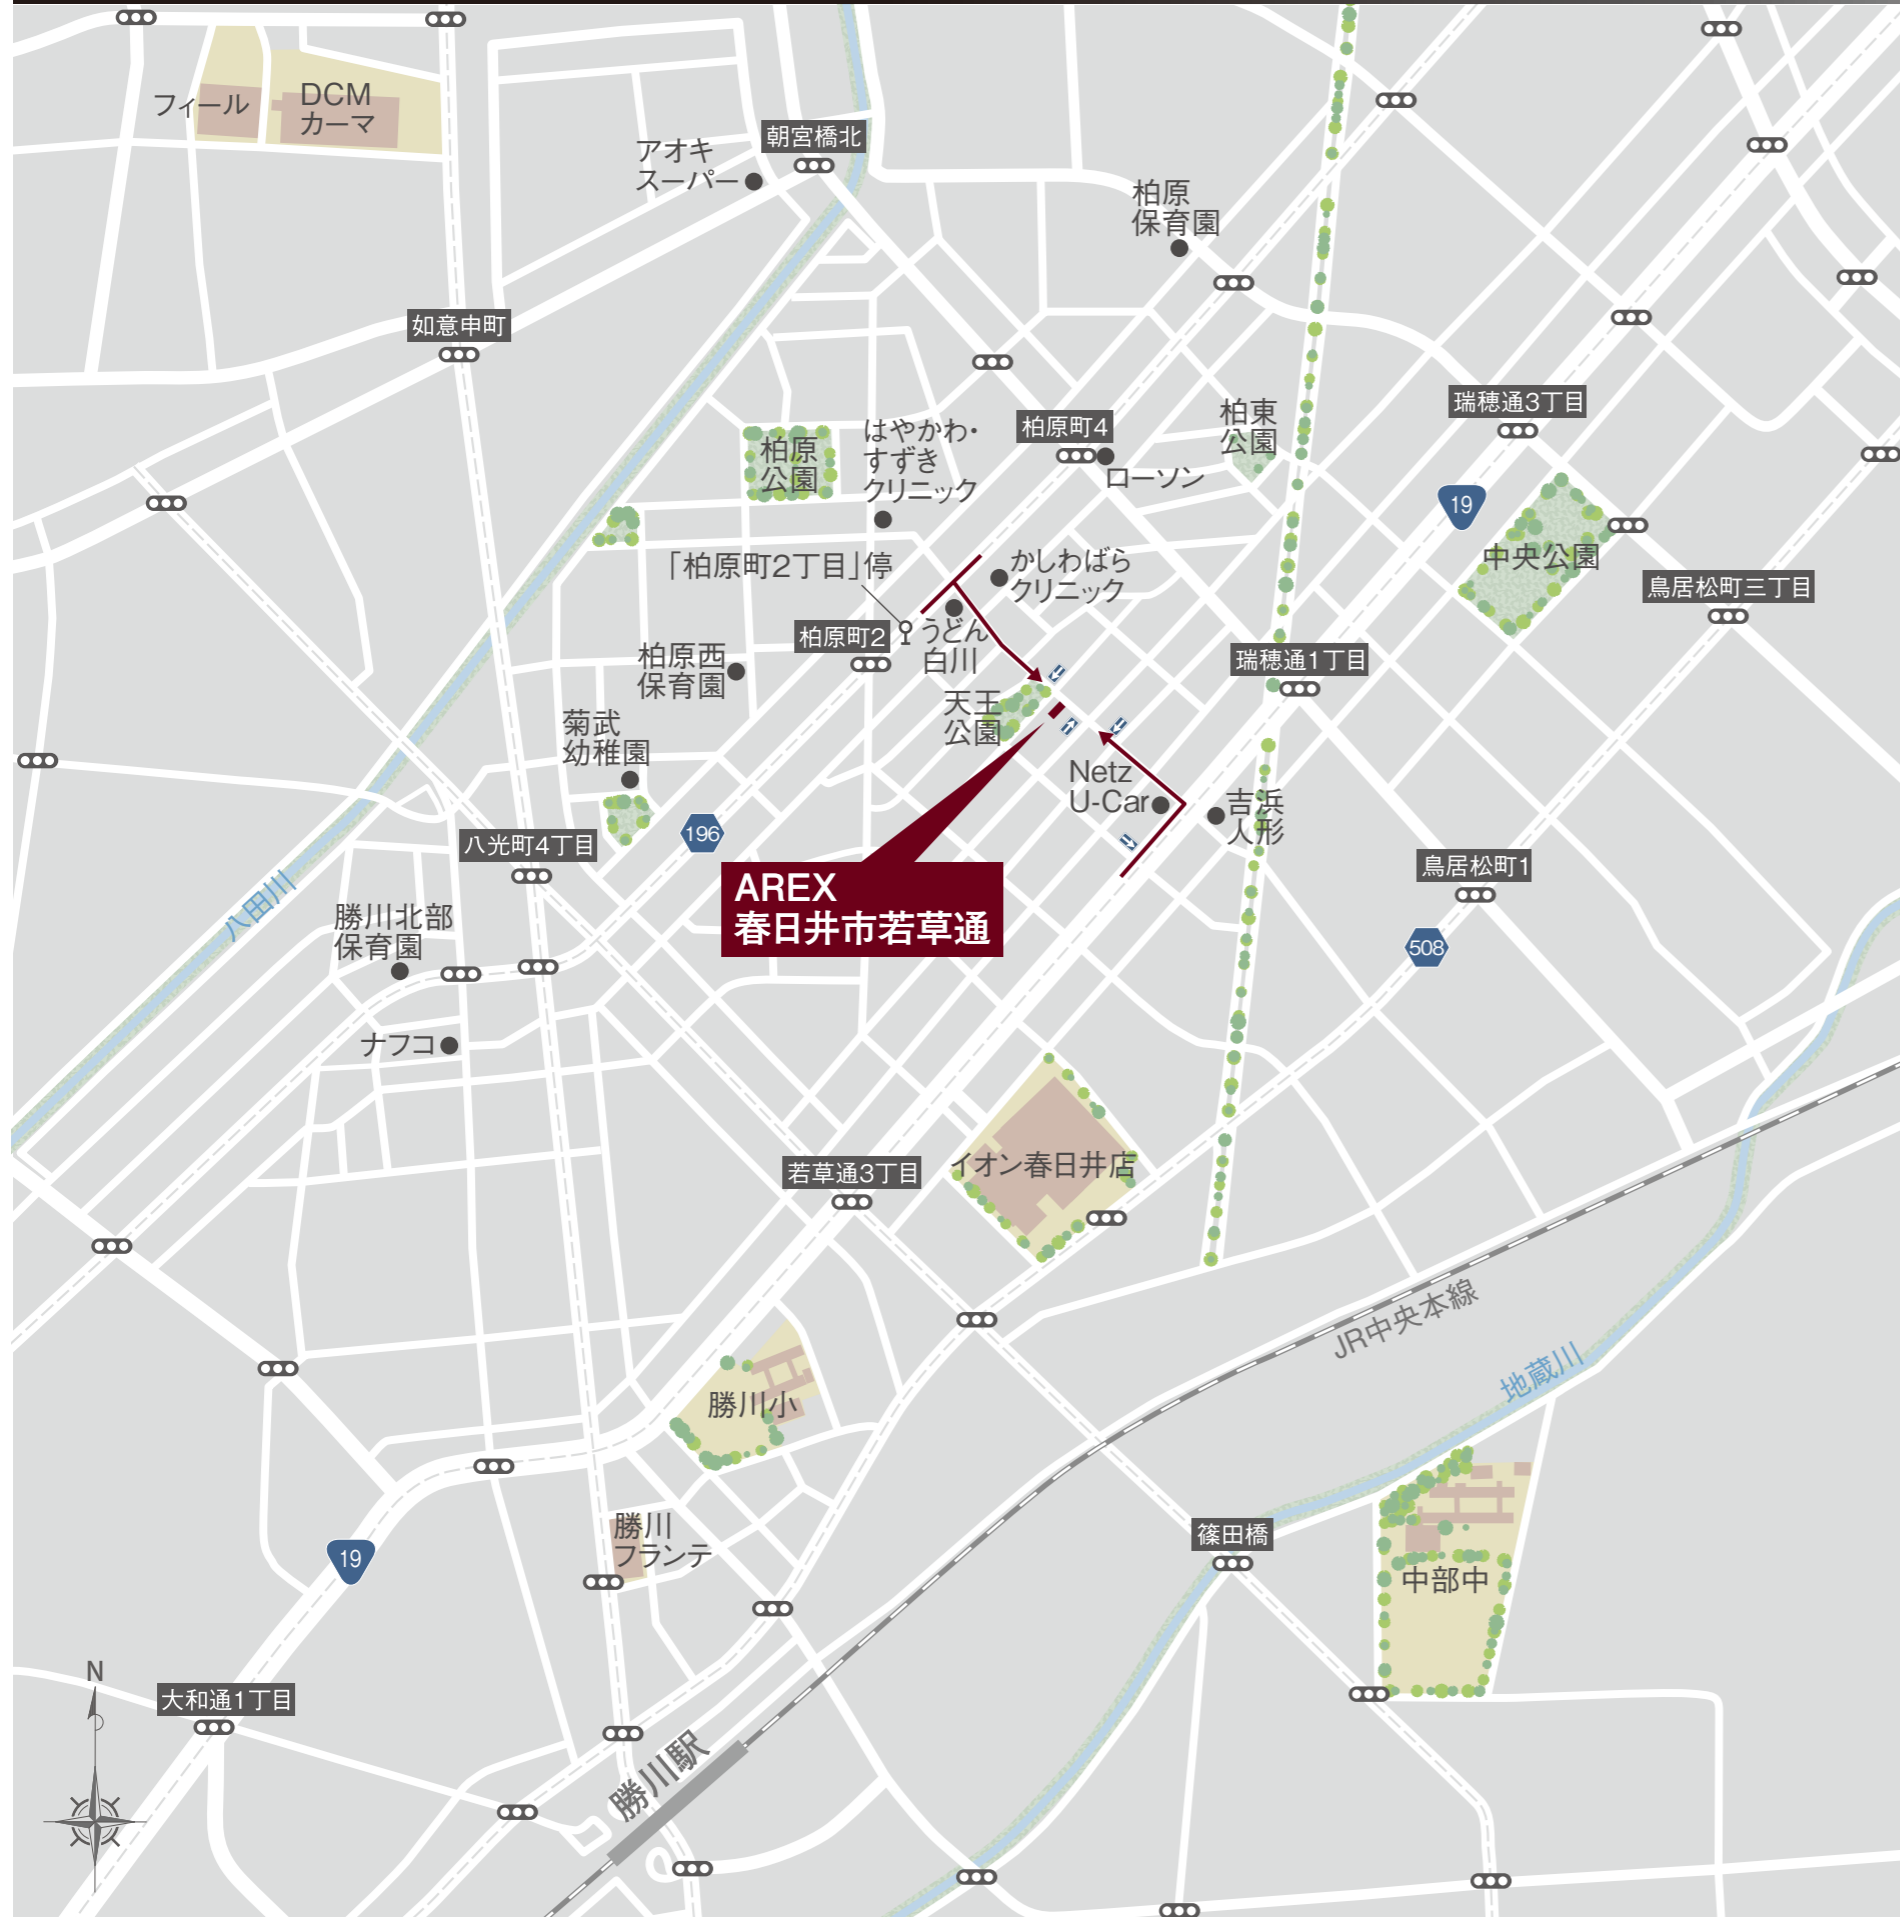 フィール
DCM
カーマ
アオキ
スーパー
朝宮橋北
柏原
保育園
如意申町
柏原
公園
はやかわ・
すずき
クリニック
柏原町4
ローソン
柏東
公園
瑞穂通3丁目
19
中央公園
鳥居松町三丁目
「柏原町2丁目」停
かしわばら
クリニック
柏原町2
うどん
白川
柏原西
保育園
瑞穂通1丁目
天王
公園
菊武
幼稚園
Netz
U-Car
吉浜
人形
196
八光町4丁目
AREX
春日井市若草通
鳥居松町1
508
八田川
勝川北部
保育園
ナフコ
若草通3丁目
イオン春日井店
JR中央本線
地蔵川
勝川小
勝川
フランテ
篠田橋
中部中
19
N
大和通1丁目
勝川駅